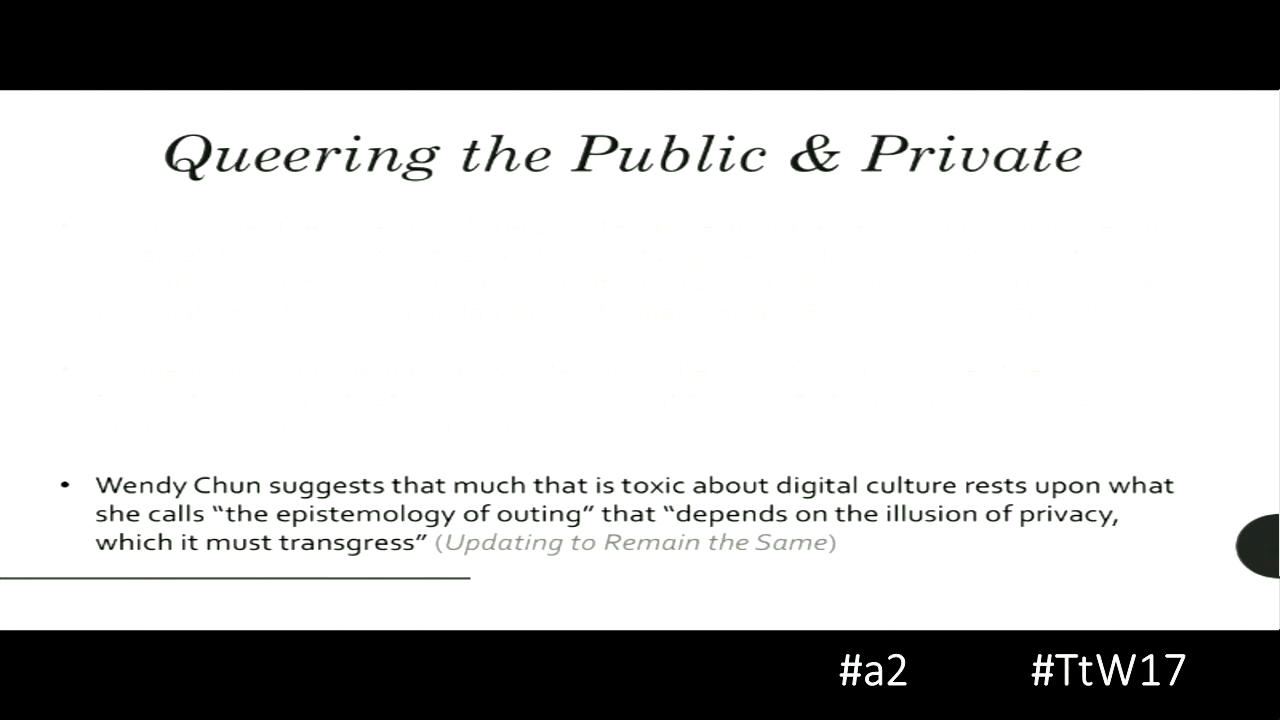 Queering the Public & Private
• Wendy Chun suggests that much that is toxic about digital culture rests upon what
she calls “the epistemology of outing” that “depends on the illusion of privacy,
which it must transgress” (Updating to Remain the Same)
#a2 #TtW17